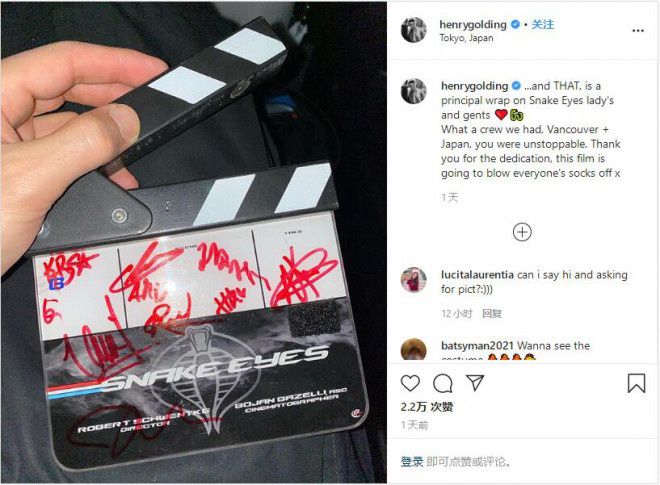 SCENE
TAKE
SNAKE EYES
ROBERT SCHWENTKE
DIRECTOR
BOJAN BAZELLI, ASC
CINEMATOGRAPHER
henrygolding • 关注
Tokyo, Japan
henrygolding ...and THAT, is a
principal wrap on Snake Eyes lady's
and gents
What a crew we had, Vancouver +
Japan, you were unstoppable. Thank
you for the dedication, this film is
going to blow everyone's socks off x
1 天
lucitalaurentia can i say hi and asking
for pict?:)))
12 小时 回复
batsyman2021 Wanna see the
costume
2.2万 次赞
1 天前
登录 即可点赞或评论。